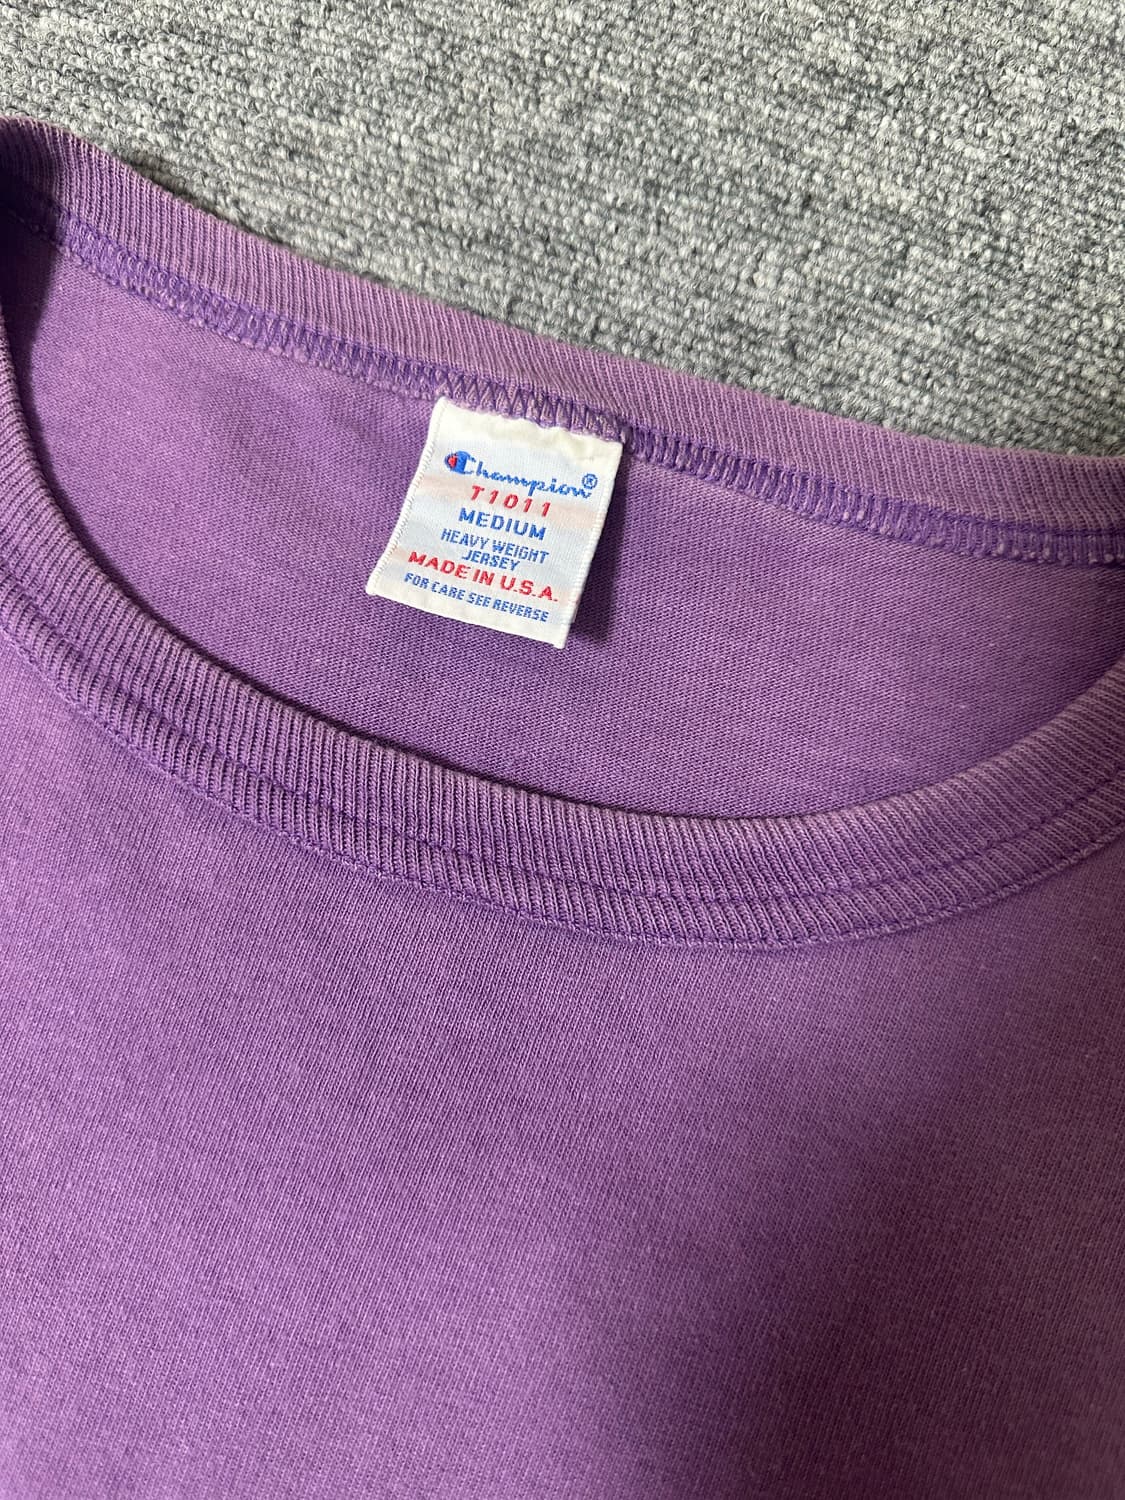 Champion®
T1011
MEDIUM
HEAVY WEIGHT
JERSEY
MADE IN U.S.A.
FOR CARE SEE REVERSE